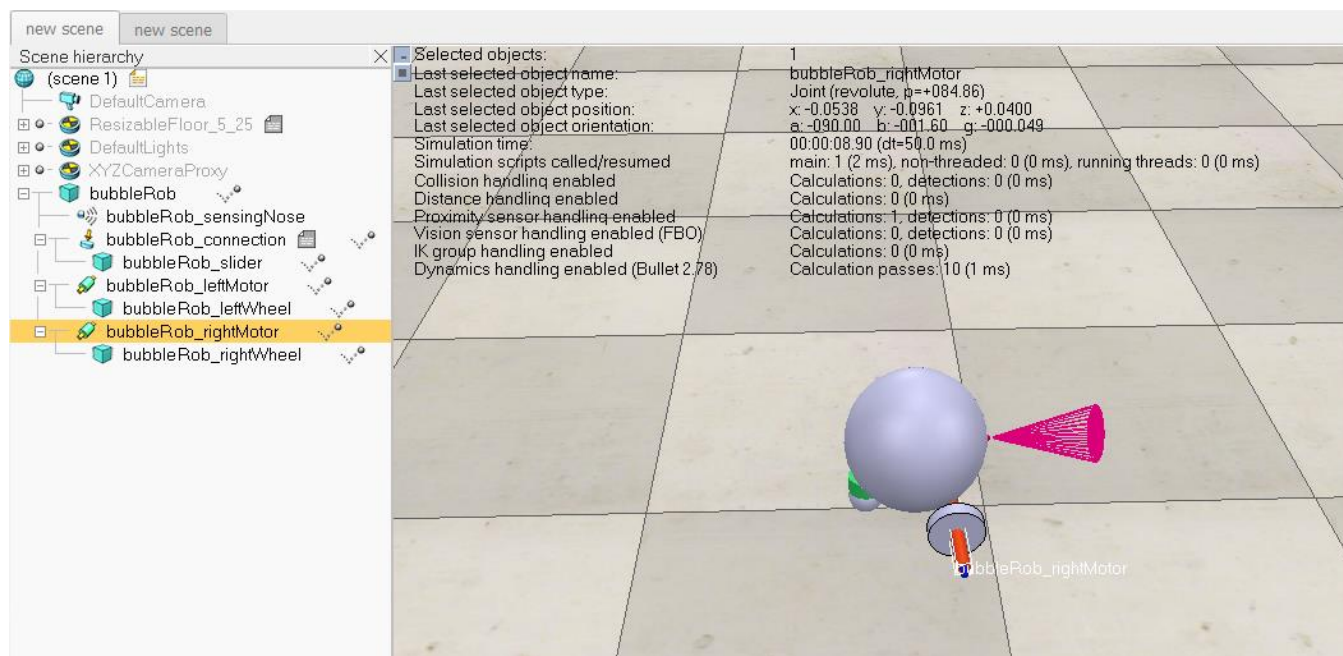 new scene new scene
Scene hierarchy
(scene 1)
DefaultCamera
ResizableFloor_5_25
DefaultLights
XYZCameraProxy
bubbleRob
bubbleRob_sensingNose
bubbleRob_connection
bubbleRob_slider
bubbleRob_leftMotor
bubbleRob_leftWheel
bubbleRob_rightMotor
bubbleRob_rightWheel
Selected objects: 1
Last selected object name: bubbleRob_rightMotor
Last selected object type: Joint (revolute, p=+084.86)
Last selected object position: x: -0.0538 y: -0.0961 z: +0.0400
Last selected object orientation: a: -090.00 b: -001.60 g: -000.049
Simulation time: 00:00:08.90 (dt=50.0 ms)
Simulation scripts called/resumed main: 1 (2 ms), non-threaded: 0 (0 ms), running threads: 0 (0 ms)
Collision handling enabled Calculations: 0, detections: 0 (0 ms)
Distance handling enabled Calculations: 0 (0 ms)
Proximity sensor handling enabled Calculations: 1, detections: 0 (0 ms)
Vision sensor handling enabled (FBO) Calculations: 0, detections: 0 (0 ms)
IK group handling enabled Calculations: 0 (0 ms)
Dynamics handling enabled (Bullet 2.78) Calculation passes: 10 (1 ms)
bubbleRob_rightMotor